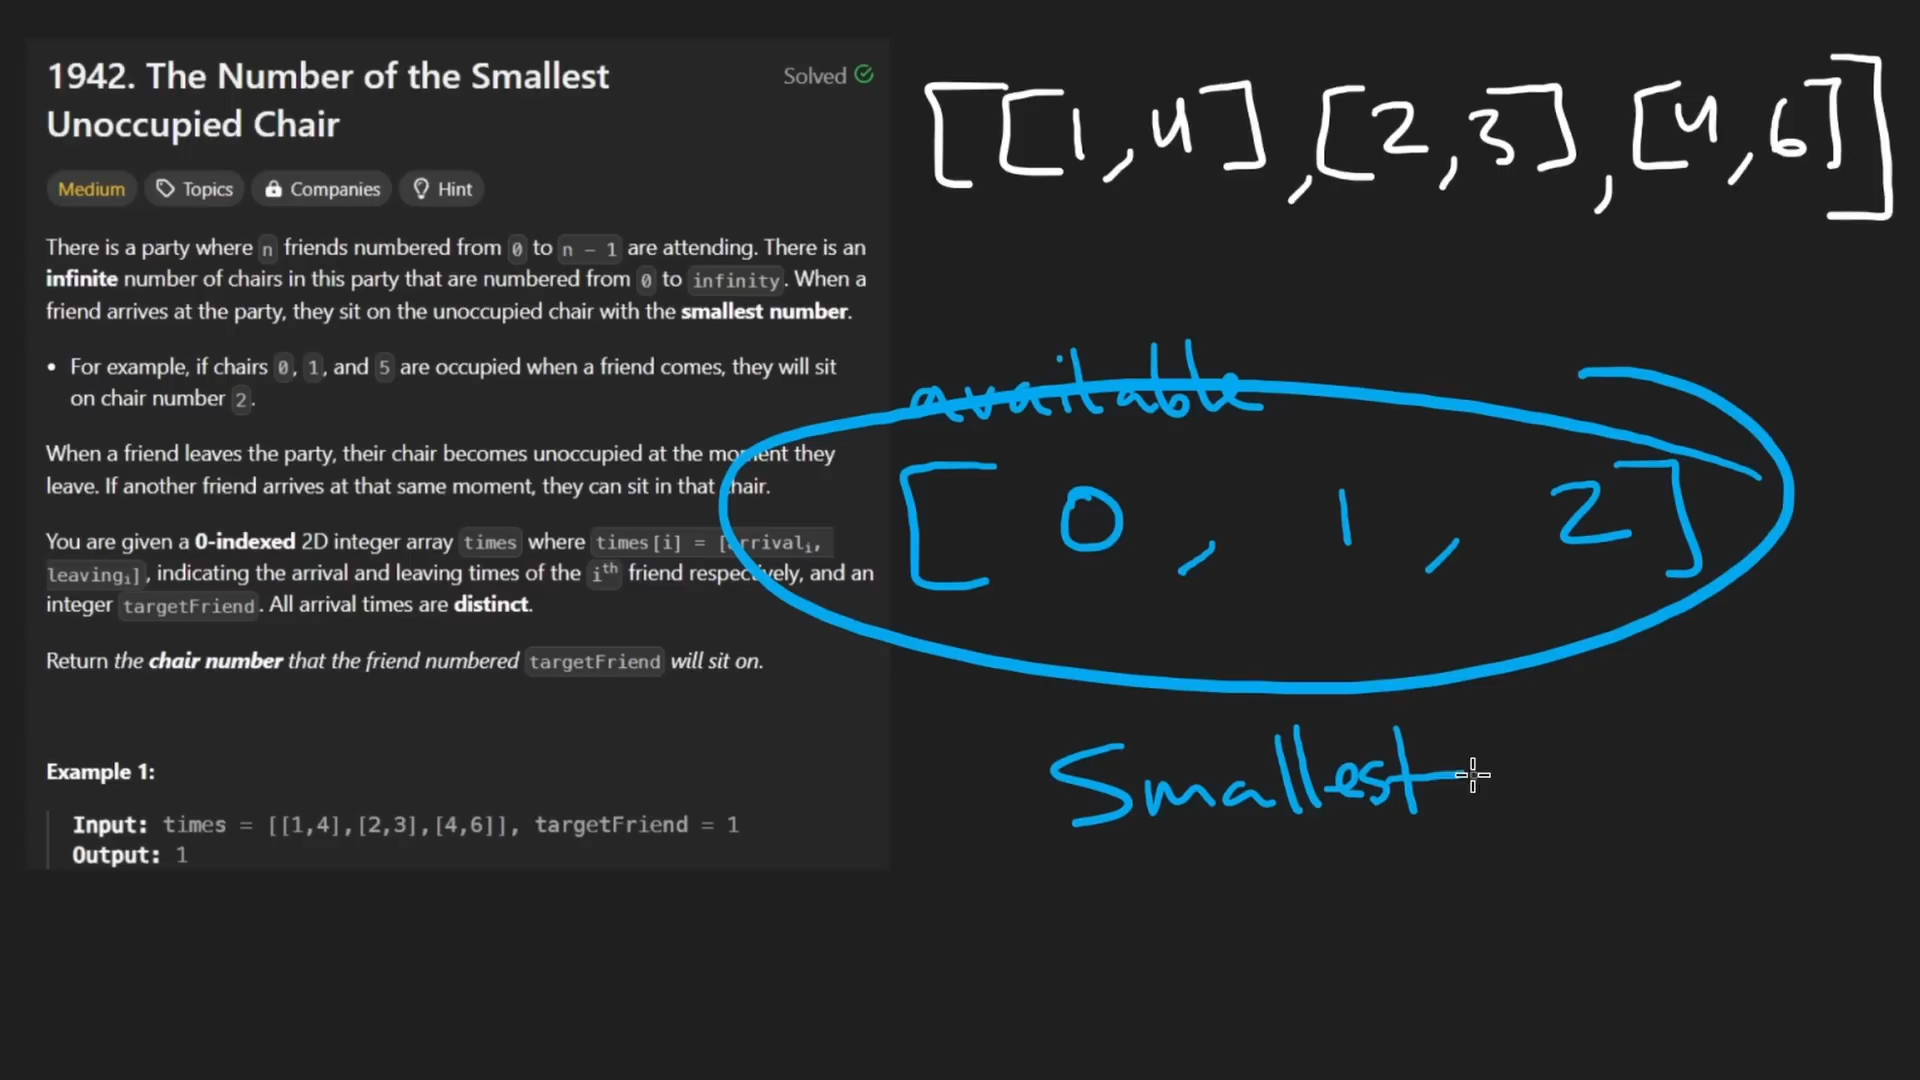 1942. The Number of the Smallest
Unoccupied Chair
Solved
Medium Topics Companies Hint
There is a party where n friends numbered from 0 to n - 1 are attending. There is an
infinite number of chairs in this party that are numbered from 0 to infinity. When a
friend arrives at the party, they sit on the unoccupied chair with the smallest number.
• For example, if chairs 0, 1, and 5 are occupied when a friend comes, they will sit
on chair number 2.
When a friend leaves the party, their chair becomes unoccupied at the moment they
leave. If another friend arrives at that same moment, they can sit in that chair.
You are given a 0-indexed 2D integer array times where times[i] = [arrivalᵢ,
leavingᵢ], indicating the arrival and leaving times of the iᵗʰ friend respectively, and an
integer targetFriend. All arrival times are distinct.
Return the chair number that the friend numbered targetFriend will sit on.
Example 1:
Input: times = [[1,4],[2,3],[4,6]], targetFriend = 1
Output: 1
[[1,4],[2,3],[4,6]]
available
[0, 1, 2]
Smallest